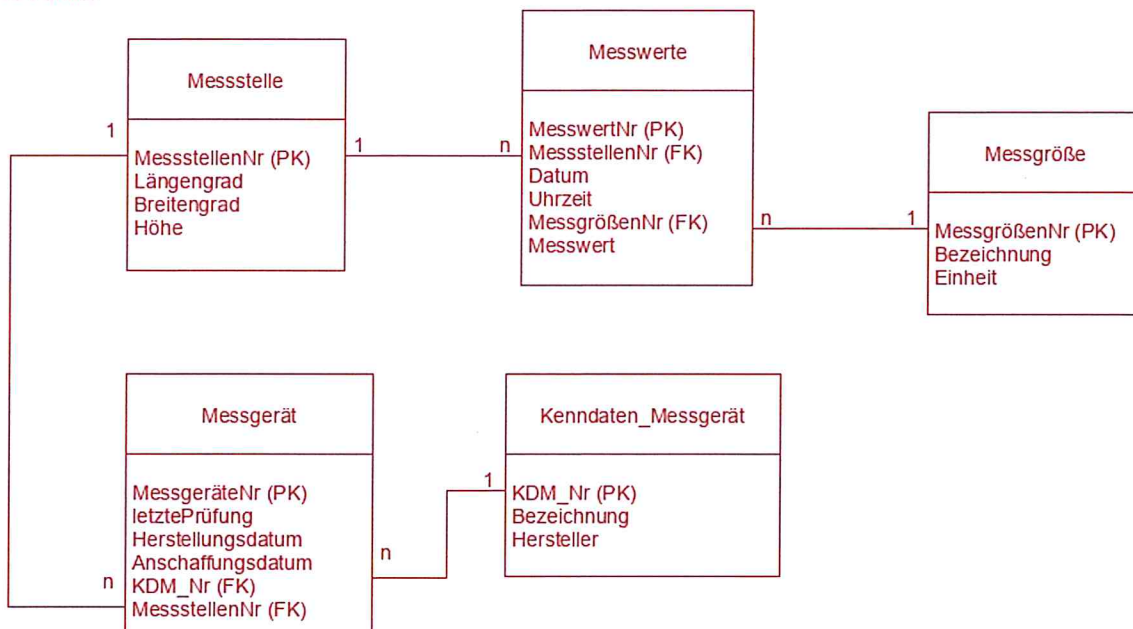 Messstelle
MessstellenNr (PK)
Längengrad
Breitengrad
Höhe
1
1
n
Messwerte
MesswertNr (PK)
MessstellenNr (FK)
Datum
Uhrzeit
MessgrößenNr (FK)
Messwert
n
1
Messgröße
MessgrößenNr (PK)
Bezeichnung
Einheit
Messgerät
MessgeräteNr (PK)
letztePrüfung
Herstellungsdatum
Anschaffungsdatum
KDM_Nr (FK)
MessstellenNr (FK)
n
n
1
Kenndaten_Messgerät
KDM_Nr (PK)
Bezeichnung
Hersteller